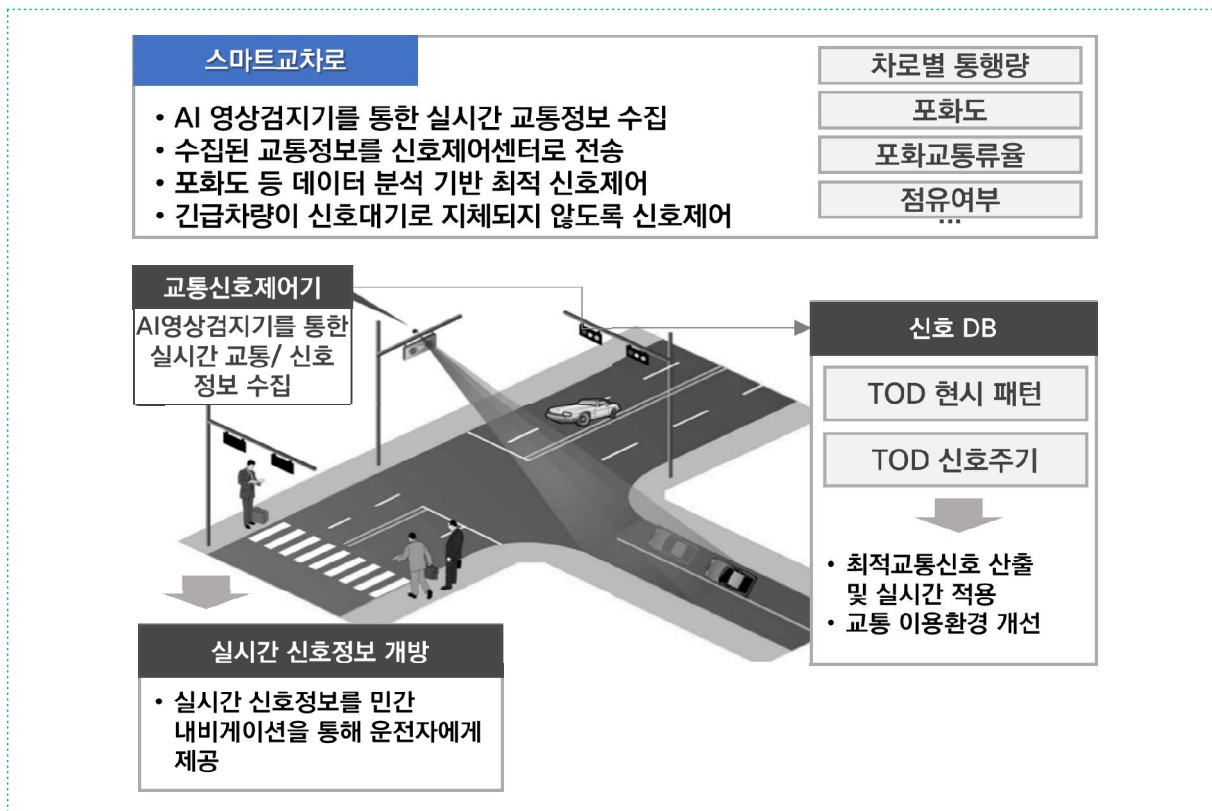 스마트교차로
• AI 영상검지기를 통한 실시간 교통정보 수집
• 수집된 교통정보를 신호제어센터로 전송
• 포화도 등 데이터 분석 기반 최적 신호제어
• 긴급차량이 신호대기로 지체되지 않도록 신호제어
차로별 통행량
포화도
포화교통류율
점유여부
...
교통신호제어기
AI영상검지기를 통한
실시간 교통/ 신호
정보 수집
신호 DB
TOD 현시 패턴
TOD 신호주기
• 최적교통신호 산출
및 실시간 적용
• 교통 이용환경 개선
실시간 신호정보 개방
• 실시간 신호정보를 민간
내비게이션을 통해 운전자에게
제공